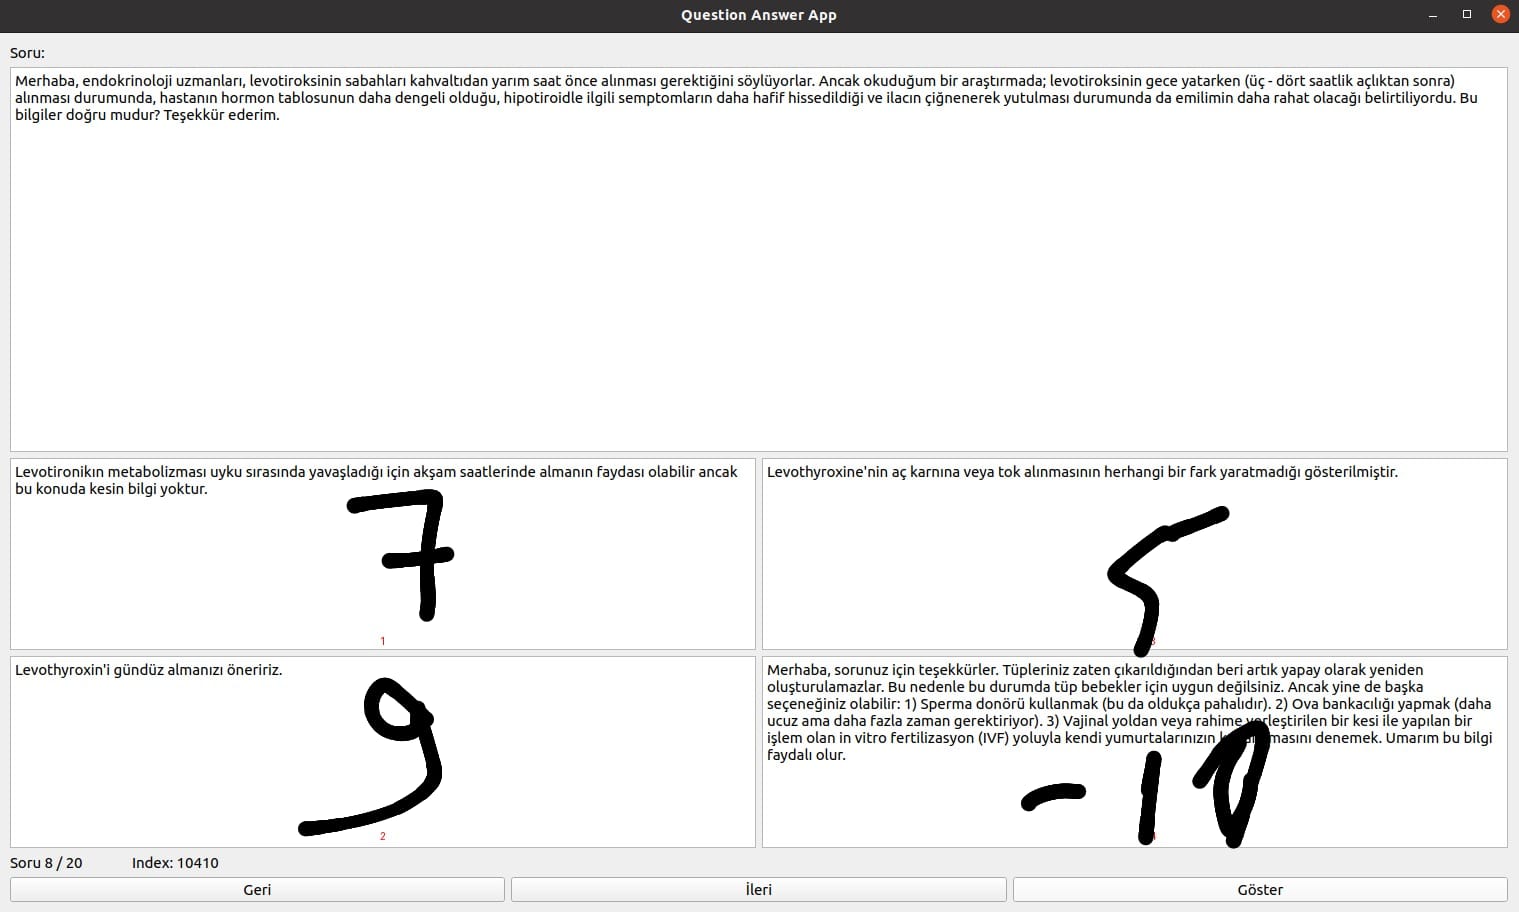 Question Answer App
Soru:
Merhaba, endokrinoloji uzmanları, levotiroksinin sabahları kahvaltıdan yarım saat önce alınması gerektiğini söylüyorlar. Ancak okuduğum bir araştırmada; levotiroksinin gece yatarken (üç - dört saatlik açlıktan sonra)
alınması durumunda, hastanın hormon tablosunun daha dengeli olduğu, hipotiroidle ilgili semptomların daha hafif hissedildiği ve ilacın çiğnenerek yutulması durumunda da emilimin daha rahat olacağı belirtiliyordu. Bu
bilgiler doğru mudur? Teşekkür ederim.
Levotironikın metabolizması uyku sırasında yavaşladığı için akşam saatlerinde almanın faydası olabilir ancak
bu konuda kesin bilgi yoktur.
7
1
Levothyroxine'nin aç karnına veya tok alınmasının herhangi bir fark yaratmadığı gösterilmiştir.
5
3
Levothyroxin'i gündüz almanızı öneririz.
9
2
Merhaba, sorunuz için teşekkürler. Tüpleriniz zaten çıkarıldığından beri artık yapay olarak yeniden
oluşturulamazlar. Bu nedenle bu durumda tüp bebekler için uygun değilsiniz. Ancak yine de başka
seçeneğiniz olabilir: 1) Sperma donörü kullanmak (bu da oldukça pahalıdır). 2) Ova bankacılığı yapmak (daha
ucuz ama daha fazla zaman gerektiriyor). 3) Vajinal yoldan veya rahime yerleştirilen bir kesi ile yapılan bir
işlem olan in vitro fertilizasyon (IVF) yoluyla kendi yumurtalarınızın denemek. Umarım bu bilgi
faydalı olur.
-10
Soru 8 / 20
Index: 10410
Geri
İleri
Göster